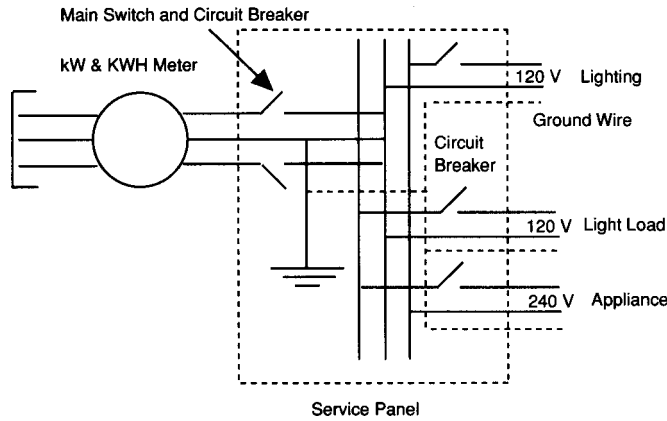 Main Switch and Circuit Breaker
kW & KWH Meter
120 V Lighting
Ground Wire
Circuit
Breaker
120 V Light Load
240 V Appliance
Service Panel